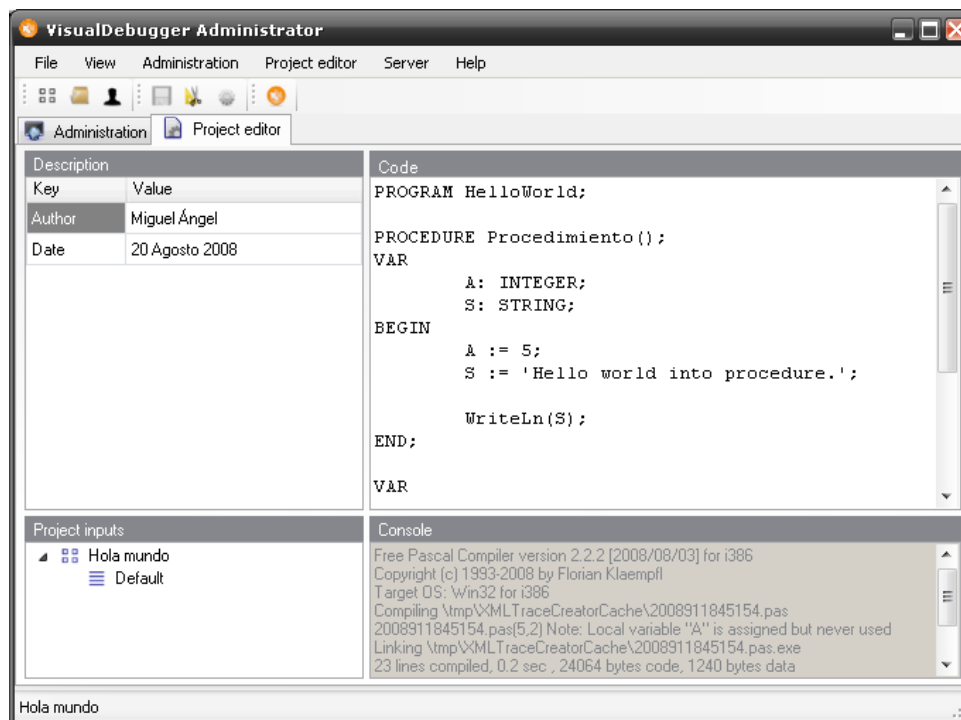 VisualDebugger Administrator
File View Administration Project editor Server Help
Administration Project editor
Description
Key Value
Author Miguel Ángel
Date 20 Agosto 2008
Code
PROGRAM HelloWorld;
PROCEDURE Procedimiento();
VAR
A: INTEGER;
S: STRING;
BEGIN
A := 5;
S := 'Hello world into procedure.';
WriteLn(S);
END;
VAR
Project inputs
Hola mundo
Default
Console
Free Pascal Compiler version 2.2.2 [2008/08/03] for i386
Copyright (c) 1993-2008 by Florian Klaempfl
Target OS: Win32 for i386
Compiling \tmp\XMLTraceCreatorCache\2008911845154.pas
2008911845154.pas(5,2) Note: Local variable "A" is assigned but never used
Linking \tmp\XMLTraceCreatorCache\2008911845154.pas.exe
23 lines compiled, 0.2 sec , 24064 bytes code, 1240 bytes data
Hola mundo